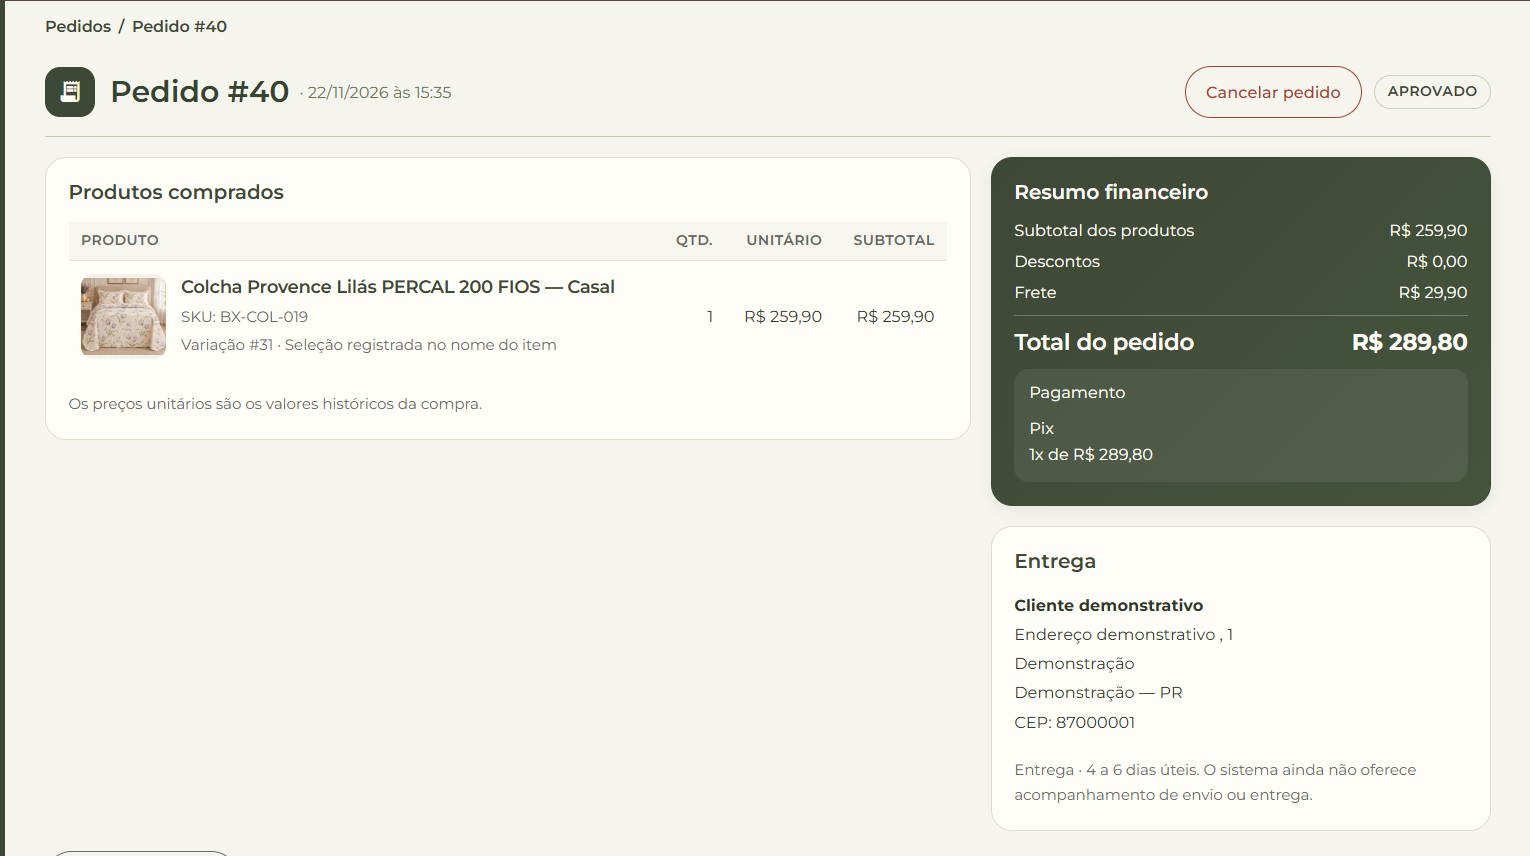 Pedidos / Pedido #40
Pedido #40 · 22/11/2026 às 15:35
Cancelar pedido
APROVADO
Produtos comprados
PRODUTO QTD. UNITÁRIO SUBTOTAL
Colcha Provence Lilás PERCAL 200 FIOS — Casal
SKU: BX-COL-019
1 R$ 259,90 R$ 259,90
Variação #31 · Seleção registrada no nome do item
Os preços unitários são os valores históricos da compra.
Resumo financeiro
Subtotal dos produtos R$ 259,90
Descontos R$ 0,00
Frete R$ 29,90
Total do pedido R$ 289,80
Pagamento
Pix
1x de R$ 289,80
Entrega
Cliente demonstrativo
Endereço demonstrativo , 1
Demonstração
Demonstração — PR
CEP: 87000001
Entrega · 4 a 6 dias úteis. O sistema ainda não oferece
acompanhamento de envio ou entrega.